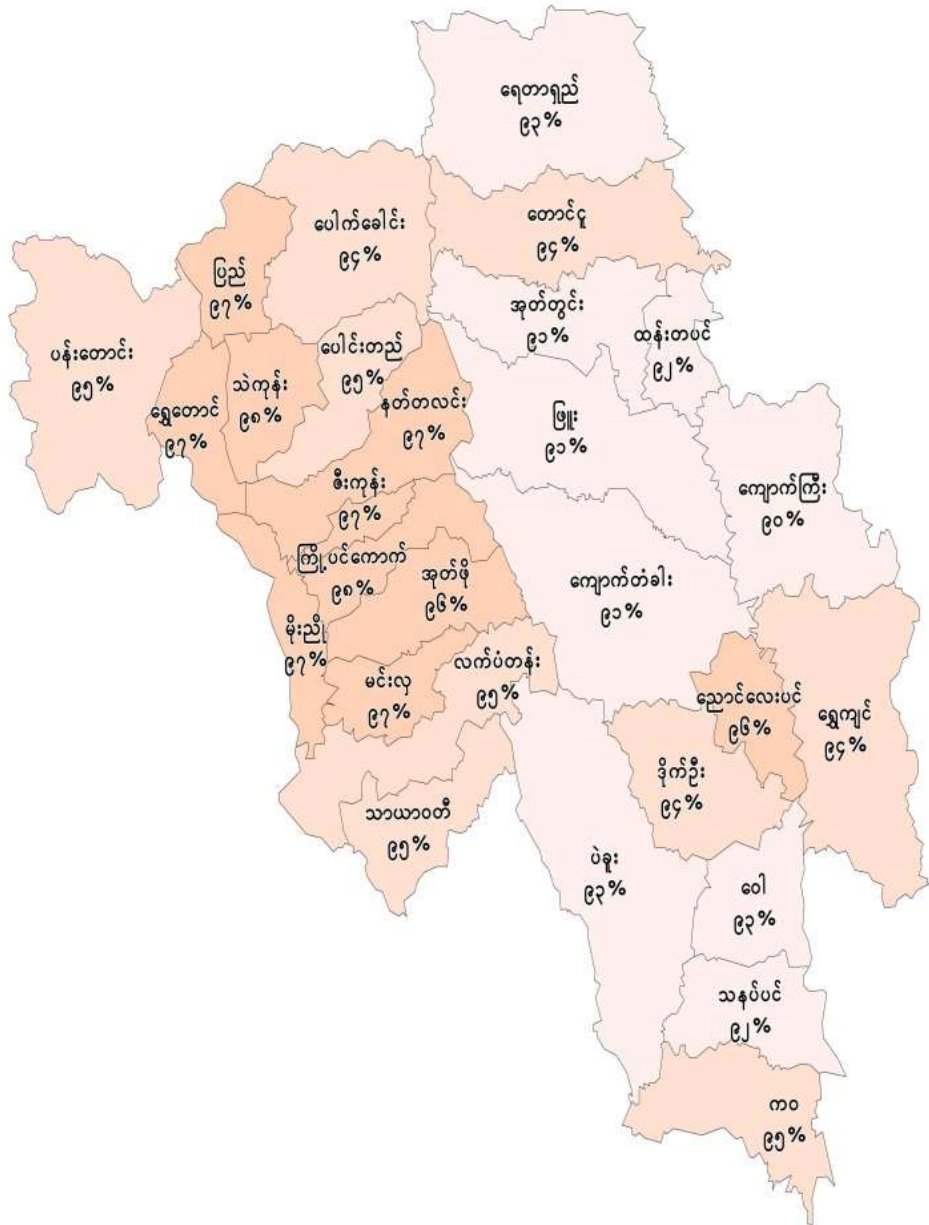 ရေတာရှည်
၉၃%
တောင်ငူ
၉၄%
ပေါက်ခေါင်း
၉၄%
ပြည်
၉၇%
အုတ်တွင်း
၉၁%
ထန်းတပင်
၉၂%
ပန်းတောင်း
၉၅%
ပေါင်းတည်
၉၅%
သဲကုန်း
၉၈%
ရွှေတောင်
၉၇%
နတ်တလင်း
၉၇%
ဖြူး
၉၁%
ကျောက်ကြီး
၉၀%
ဇီးကုန်း
၉၇%
ကြို့ပင်ကောက်
၉၈%
အုတ်ဖို
၉၆%
ကျောက်တံခါး
၉၁%
မိုးညို
၉၇%
မင်းလှ
၉၇%
လက်ပံတန်း
၉၅%
ညောင်လေးပင်
၉၆%
ရွှေကျင်
၉၄%
ဒိုက်ဦး
၉၄%
သာယာဝတီ
၉၅%
ပဲခူး
၉၃%
ဝေါ
၉၃%
သနပ်ပင်
၉၂%
ကဝ
၉၅%